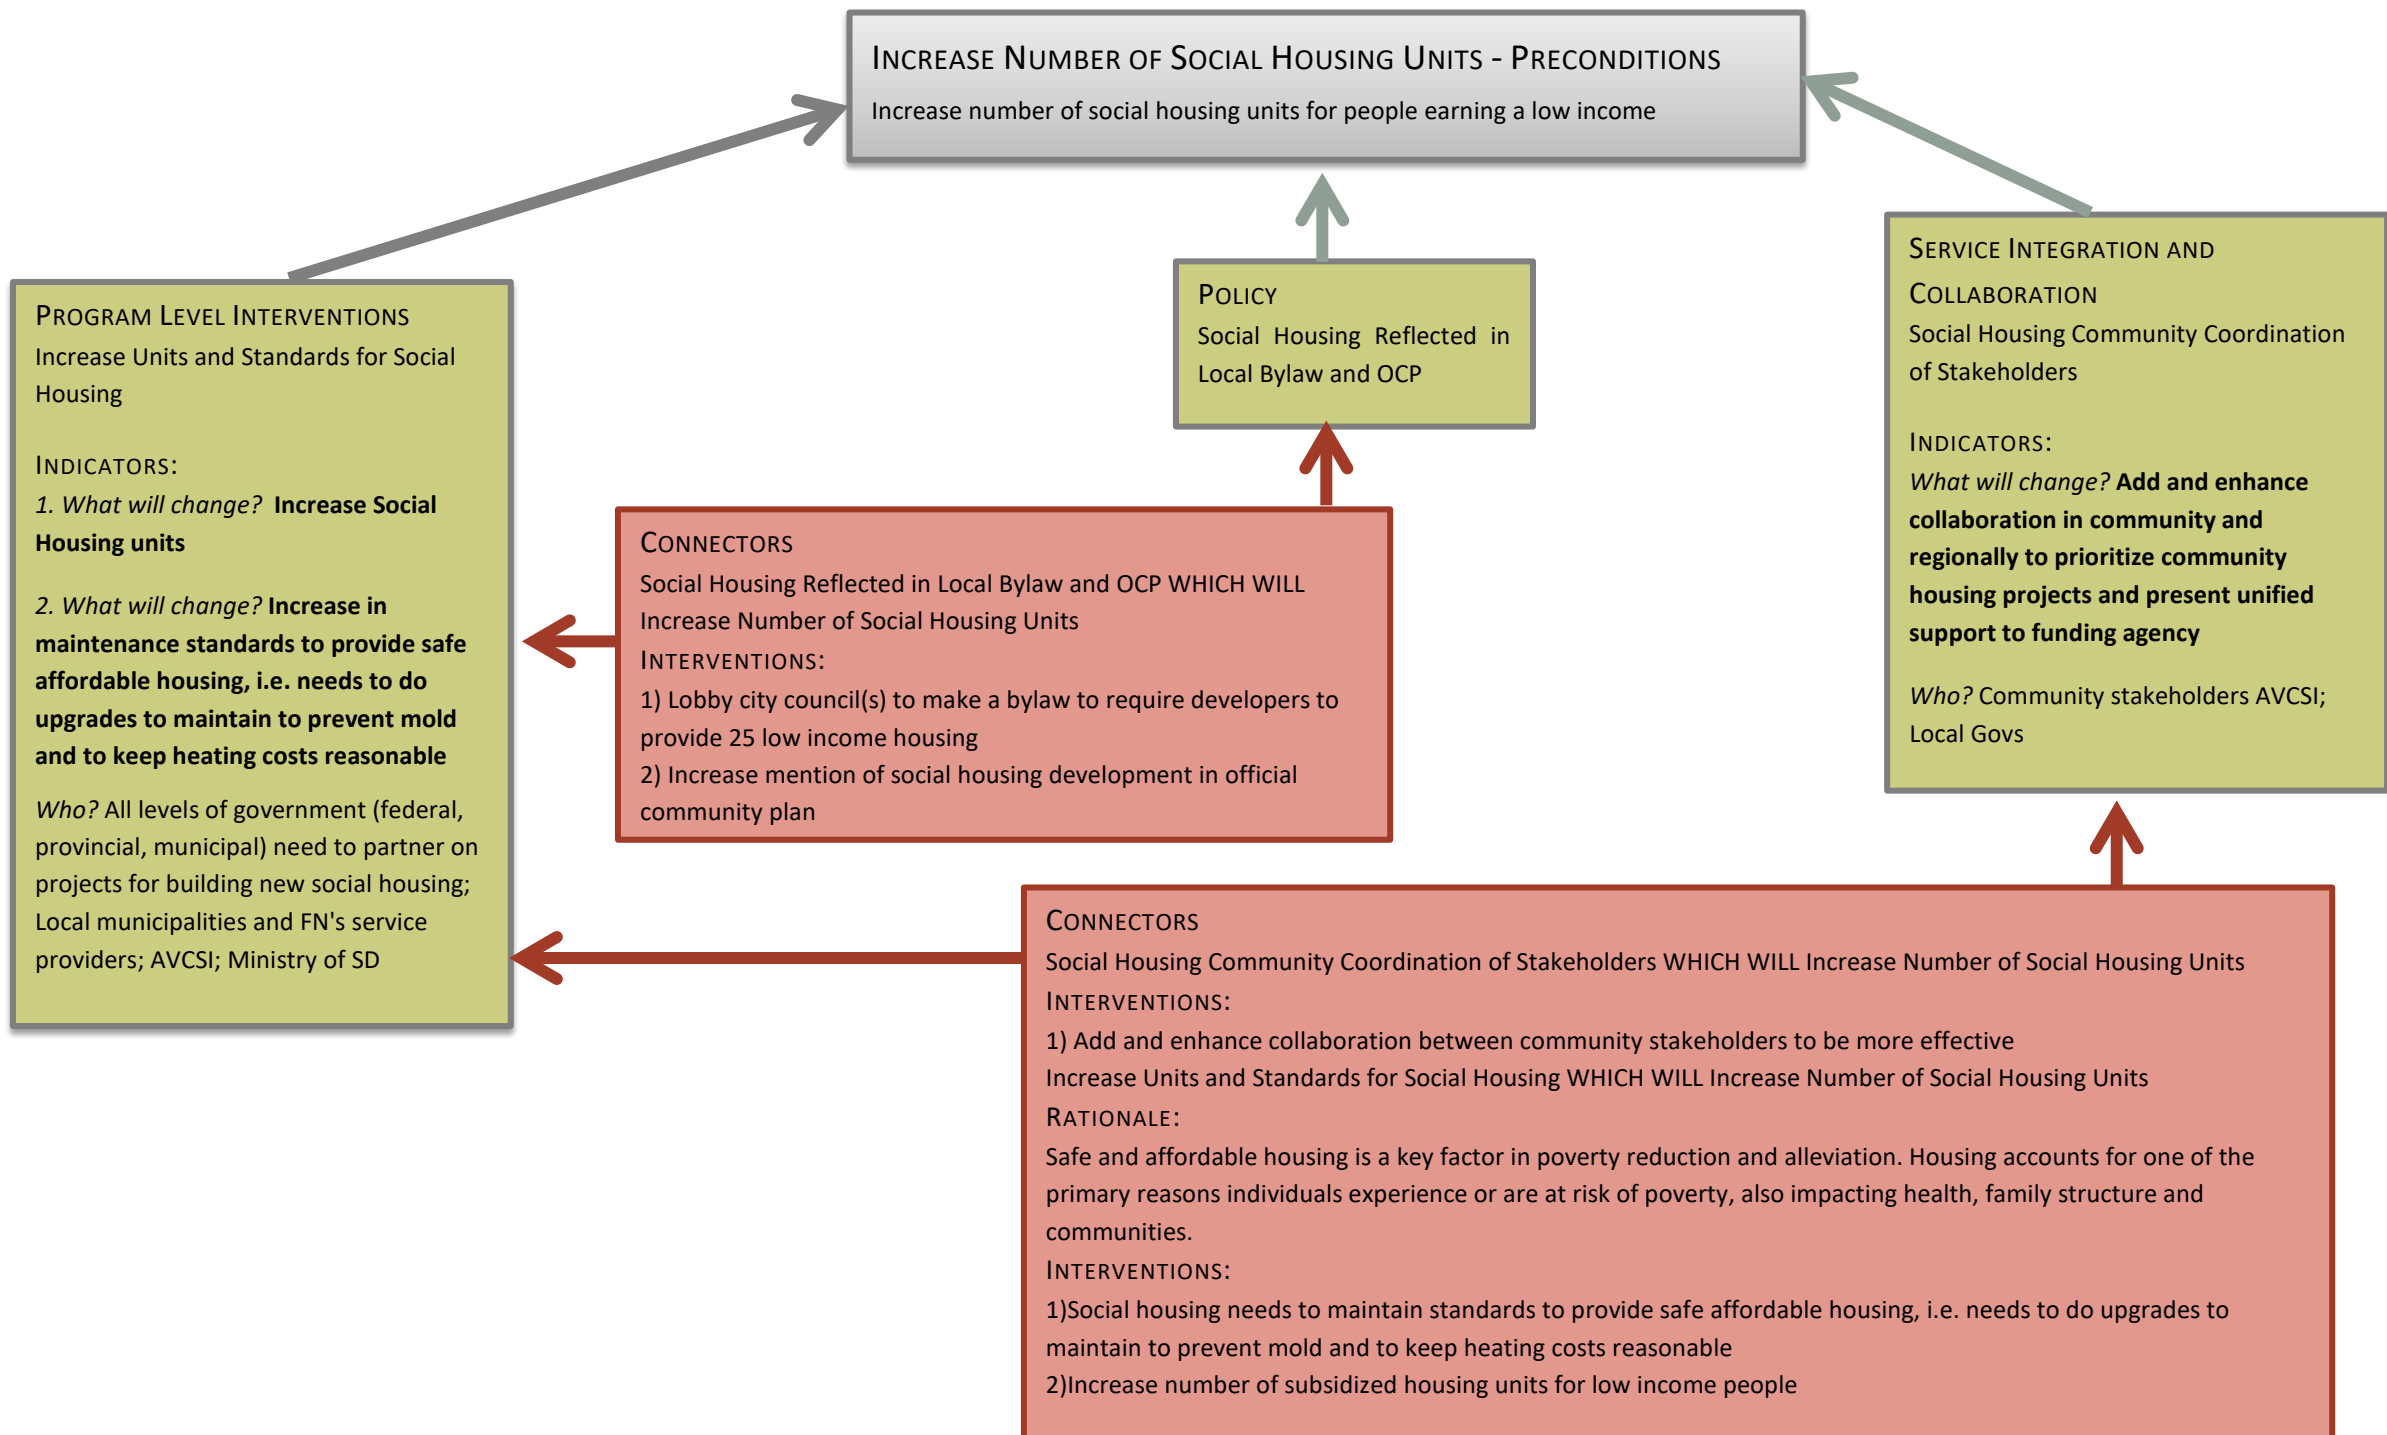 INCREASE NUMBER OF SOCIAL HOUSING UNITS - PRECONDITIONS
Increase number of social housing units for people earning a low income
PROGRAM LEVEL INTERVENTIONS
Increase Units and Standards for Social
Housing
INDICATORS:
1. What will change? Increase Social
Housing units
2. What will change? Increase in
maintenance standards to provide safe
affordable housing, i.e. needs to do
upgrades to maintain to prevent mold
and to keep heating costs reasonable
Who? All levels of government (federal,
provincial, municipal) need to partner on
projects for building new social housing;
Local municipalities and FN's service
providers; AVCSI; Ministry of SD
POLICY
Social Housing Reflected in
Local Bylaw and OCP
SERVICE INTEGRATION AND
COLLABORATION
Social Housing Community Coordination
of Stakeholders
INDICATORS:
What will change? Add and enhance
collaboration in community and
regionally to prioritize community
housing projects and present unified
support to funding agency
Who? Community stakeholders AVCSI;
Local Govs
CONNECTORS
Social Housing Reflected in Local Bylaw and OCP WHICH WILL
Increase Number of Social Housing Units
INTERVENTIONS:
1) Lobby city council(s) to make a bylaw to require developers to
provide 25 low income housing
2) Increase mention of social housing development in official
community plan
CONNECTORS
Social Housing Community Coordination of Stakeholders WHICH WILL Increase Number of Social Housing Units
INTERVENTIONS:
1) Add and enhance collaboration between community stakeholders to be more effective
Increase Units and Standards for Social Housing WHICH WILL Increase Number of Social Housing Units
RATIONALE:
Safe and affordable housing is a key factor in poverty reduction and alleviation. Housing accounts for one of the
primary reasons individuals experience or are at risk of poverty, also impacting health, family structure and
communities.
INTERVENTIONS:
1)Social housing needs to maintain standards to provide safe affordable housing, i.e. needs to do upgrades to
maintain to prevent mold and to keep heating costs reasonable
2)Increase number of subsidized housing units for low income people